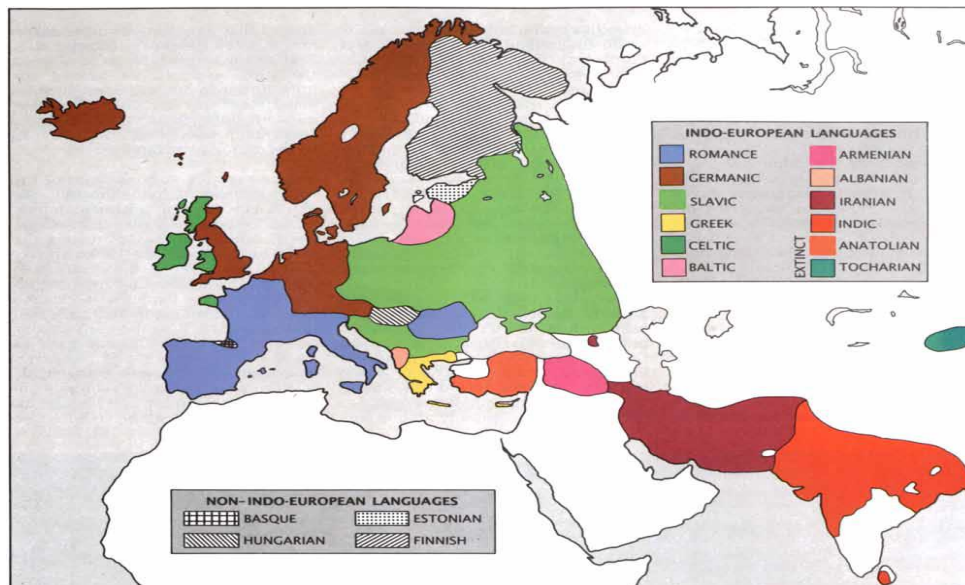 INDO-EUROPEAN LANGUAGES
ROMANCE
GERMANIC
SLAVIC
GREEK
CELTIC
BALTIC
ARMENIAN
ALBANIAN
IRANIAN
INDIC
EXTINCT
ANATOLIAN
TOCHARIAN
NON-INDO-EUROPEAN LANGUAGES
BASQUE
ESTONIAN
HUNGARIAN
FINNISH